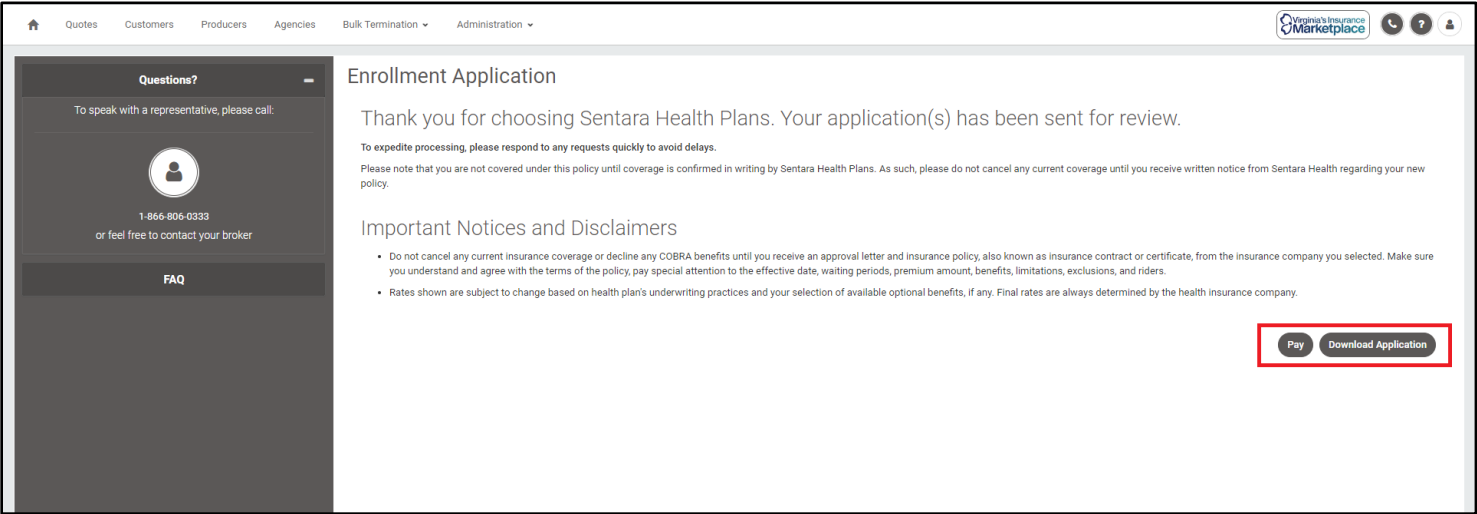 Quotes Customers Producers Agencies Bulk Termination Administration
Virginia's Insurance
Marketplace
?
Questions?
To speak with a representative, please call:
1-866-806-0333
or feel free to contact your broker
FAQ
Enrollment Application
Thank you for choosing Sentara Health Plans. Your application(s) has been sent for review.
To expedite processing, please respond to any requests quickly to avoid delays.
Please note that you are not covered under this policy until coverage is confirmed in writing by Sentara Health Plans. As such, please do not cancel any current coverage until you receive written notice from Sentara Health regarding your new
policy.
Important Notices and Disclaimers
• Do not cancel any current insurance coverage or decline any COBRA benefits until you receive an approval letter and insurance policy, also known as insurance contract or certificate, from the insurance company you selected. Make sure
you understand and agree with the terms of the policy, pay special attention to the effective date, waiting periods, premium amount, benefits, limitations, exclusions, and riders.
• Rates shown are subject to change based on health plan's underwriting practices and your selection of available optional benefits, if any. Final rates are always determined by the health insurance company.
Pay Download Application